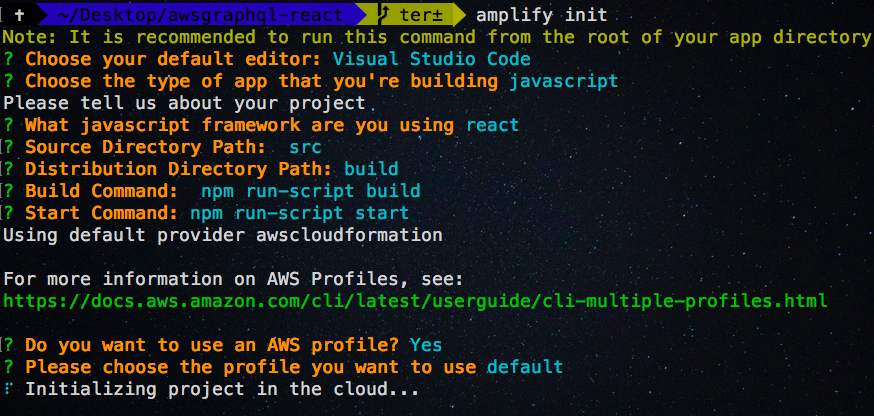 ~/Desktop/awsgraphql-react ter± amplify init
Note: It is recommended to run this command from the root of your app directory
? Choose your default editor: Visual Studio Code
? Choose the type of app that you're building javascript
Please tell us about your project
? What javascript framework are you using react
? Source Directory Path:  src
? Distribution Directory Path: build
? Build Command:  npm run-script build
? Start Command: npm run-script start
Using default provider awscloudformation
For more information on AWS Profiles, see:
https://docs.aws.amazon.com/cli/latest/userguide/cli-multiple-profiles.html
? Do you want to use an AWS profile? Yes
? Please choose the profile you want to use default
⠏ Initializing project in the cloud...